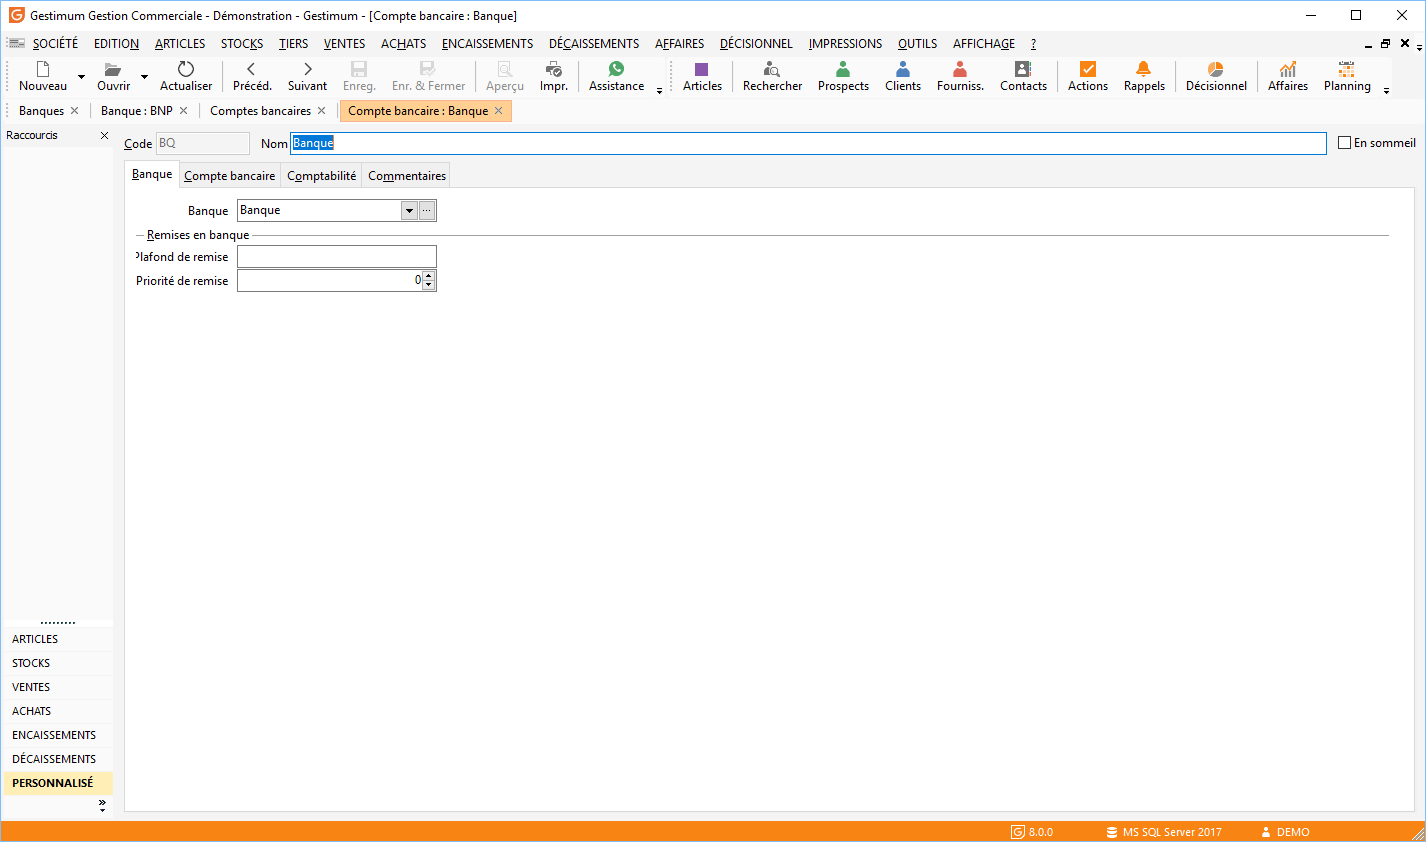 Gestimum Gestion Commerciale - Démonstration - Gestimum - [Compte bancaire : Banque]
SOCIÉTÉ EDITION ARTICLES STOCKS TIERS VENTES ACHATS ENCAISSEMENTS DÉCAISSEMENTS AFFAIRES DÉCISIONNEL IMPRESSIONS OUTILS AFFICHAGE ?
Nouveau Ouvrir Actualiser Précéd. Suivant Enreg. Enr. & Fermer Aperçu Impr. Assistance Articles Rechercher Prospects Clients Fourniss. Contacts Actions Rappels Décisionnel Affaires Planning
Banques Banque : BNP Comptes bancaires Compte bancaire : Banque
Raccourcis
Code BQ Nom Banque En sommeil
Banque Compte bancaire Comptabilité Commentaires
Banque Banque ...
Remises en banque
Plafond de remise
Priorité de remise 0
ARTICLES
STOCKS
VENTES
ACHATS
ENCAISSEMENTS
DÉCAISSEMENTS
PERSONNALISÉ
8.0.0 MS SQL Server 2017 DEMO